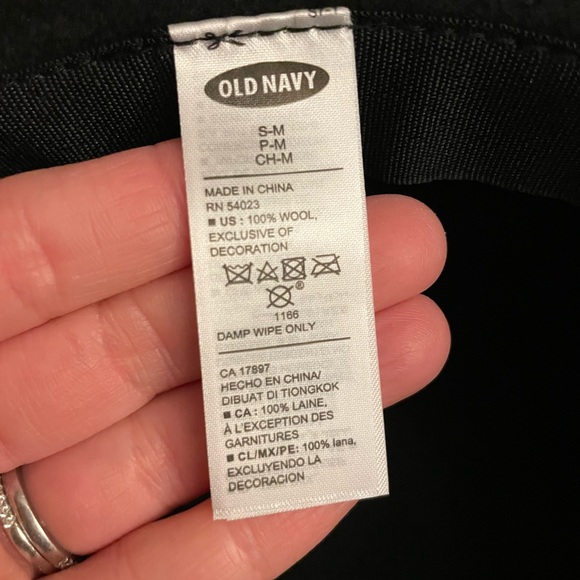 OLD NAVY
S-M
P-M
CH-M
MADE IN CHINA
RN 54023
■ US : 100% WOOL,
EXCLUSIVE OF
DECORATION
®
1166
DAMP WIPE ONLY
CA 17897
HECHO EN CHINA/
DIBUAT DI TIONGKOK
■ CA : 100% LAINE,
À L'EXCEPTION DES
GARNITURES
■ CL/MX/PE: 100% lana,
EXCLUYENDO LA
DECORACION